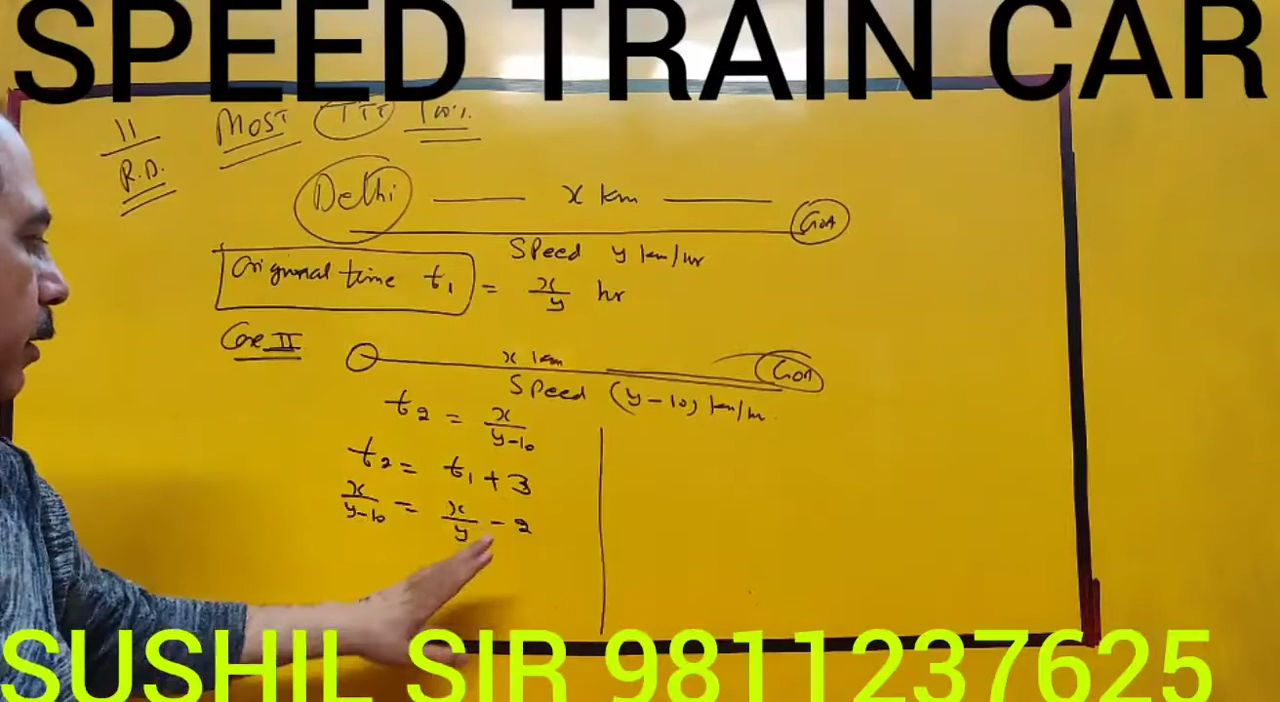 SPEED TRAIN CAR
11
R.D.
MOST TTT 100%
Delhi x km GOA
Speed y km/hr
Original time t₁ = x/y hr
Case II
x km GOA
Speed (y-10) km/hr
t₂ = x/y-10
t₂ = t₁ + 3
x/y-10 = x/y - 2
SUSHIL SIR 9811237625